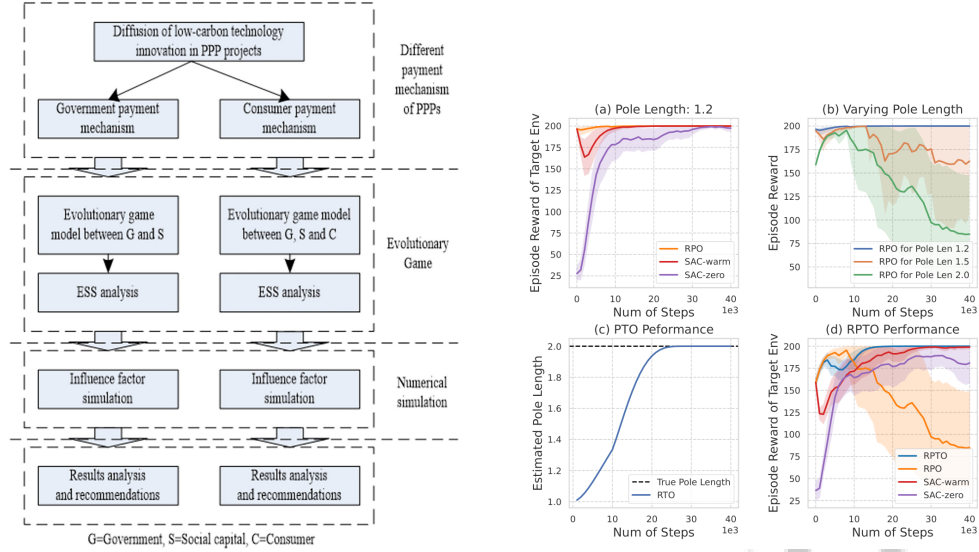 Diffusion of low-carbon technology
innovation in PPP projects
Different
payment
mechanism
of PPPs
Government payment
mechanism
Consumer payment
mechanism
Evolutionary game
model between G and S
Evolutionary game model
between G, S and C
Evolutionary
Game
ESS analysis
ESS analysis
Influence factor
simulation
Influence factor
simulation
Numerical
simulation
Results analysis
and recommendations
Results analysis
and recommendations
G=Government, S=Social capital, C=Consumer
(a) Pole Length: 1.2
Episode Reward of Target Env
200
175
150
125
100
75
50
25
RPO
SAC-warm
SAC-zero
0
10
20
30
40
1e3
Num of Steps
(b) Varying Pole Length
Episode Reward
200
175
150
125
100
75
50
RPO for Pole Len 1.2
RPO for Pole Len 1.5
RPO for Pole Len 2.0
0
10
20
30
40
1e3
Num of Steps
(c) PTO Peformance
Estimated Pole Length
2.0
1.8
1.6
1.4
1.2
1.0
True Pole Length
RTO
0
10
20
30
40
1e3
Num of Steps
(d) RPTO Performance
Episode Reward of Target Env
200
175
150
125
100
75
50
25
RPTO
RPO
SAC-warm
SAC-zero
0
10
20
30
40
1e3
Num of Steps